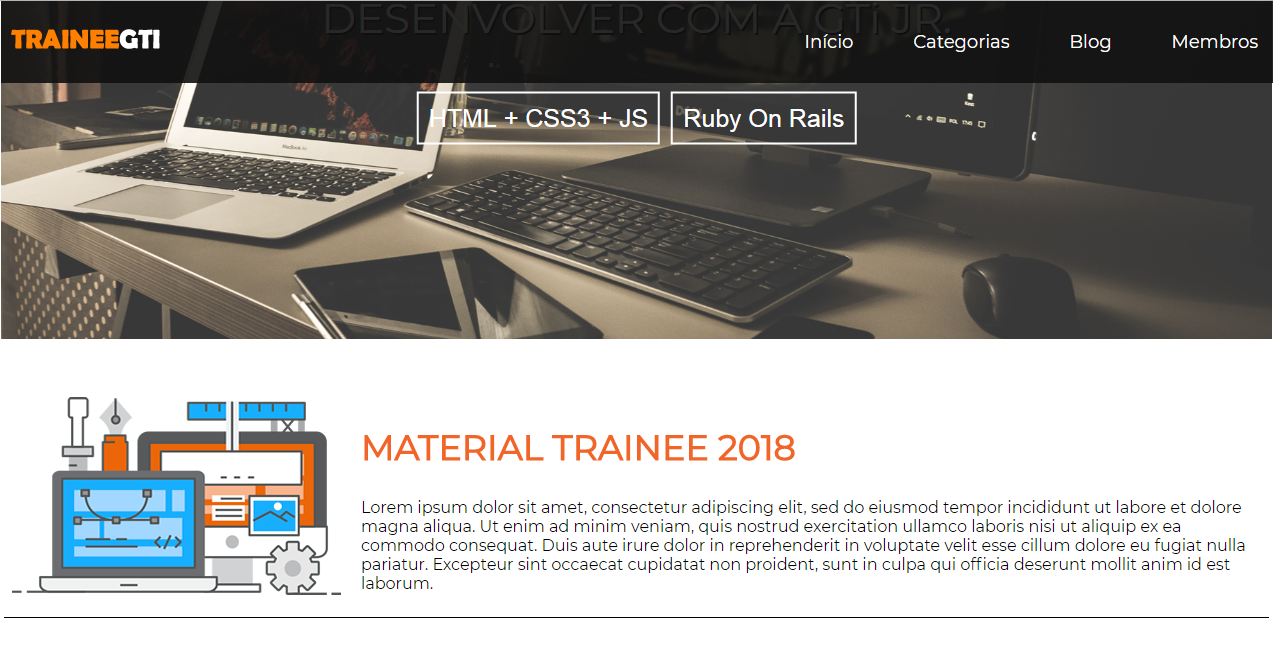 DESENVOLVER COM A GTi JR.
TRAINEEGTI
Início
Categorias
Blog
Membros
HTML + CSS3 + JS
Ruby On Rails
MacBook Air
MATERIAL TRAINEE 2018
Lorem ipsum dolor sit amet, consectetur adipiscing elit, sed do eiusmod tempor incididunt ut labore et dolore
magna aliqua. Ut enim ad minim veniam, quis nostrud exercitation ullamco laboris nisi ut aliquip ex ea
commodo consequat. Duis aute irure dolor in reprehenderit in voluptate velit esse cillum dolore eu fugiat nulla
pariatur. Excepteur sint occaecat cupidatat non proident, sunt in culpa qui officia deserunt mollit anim id est
laborum.